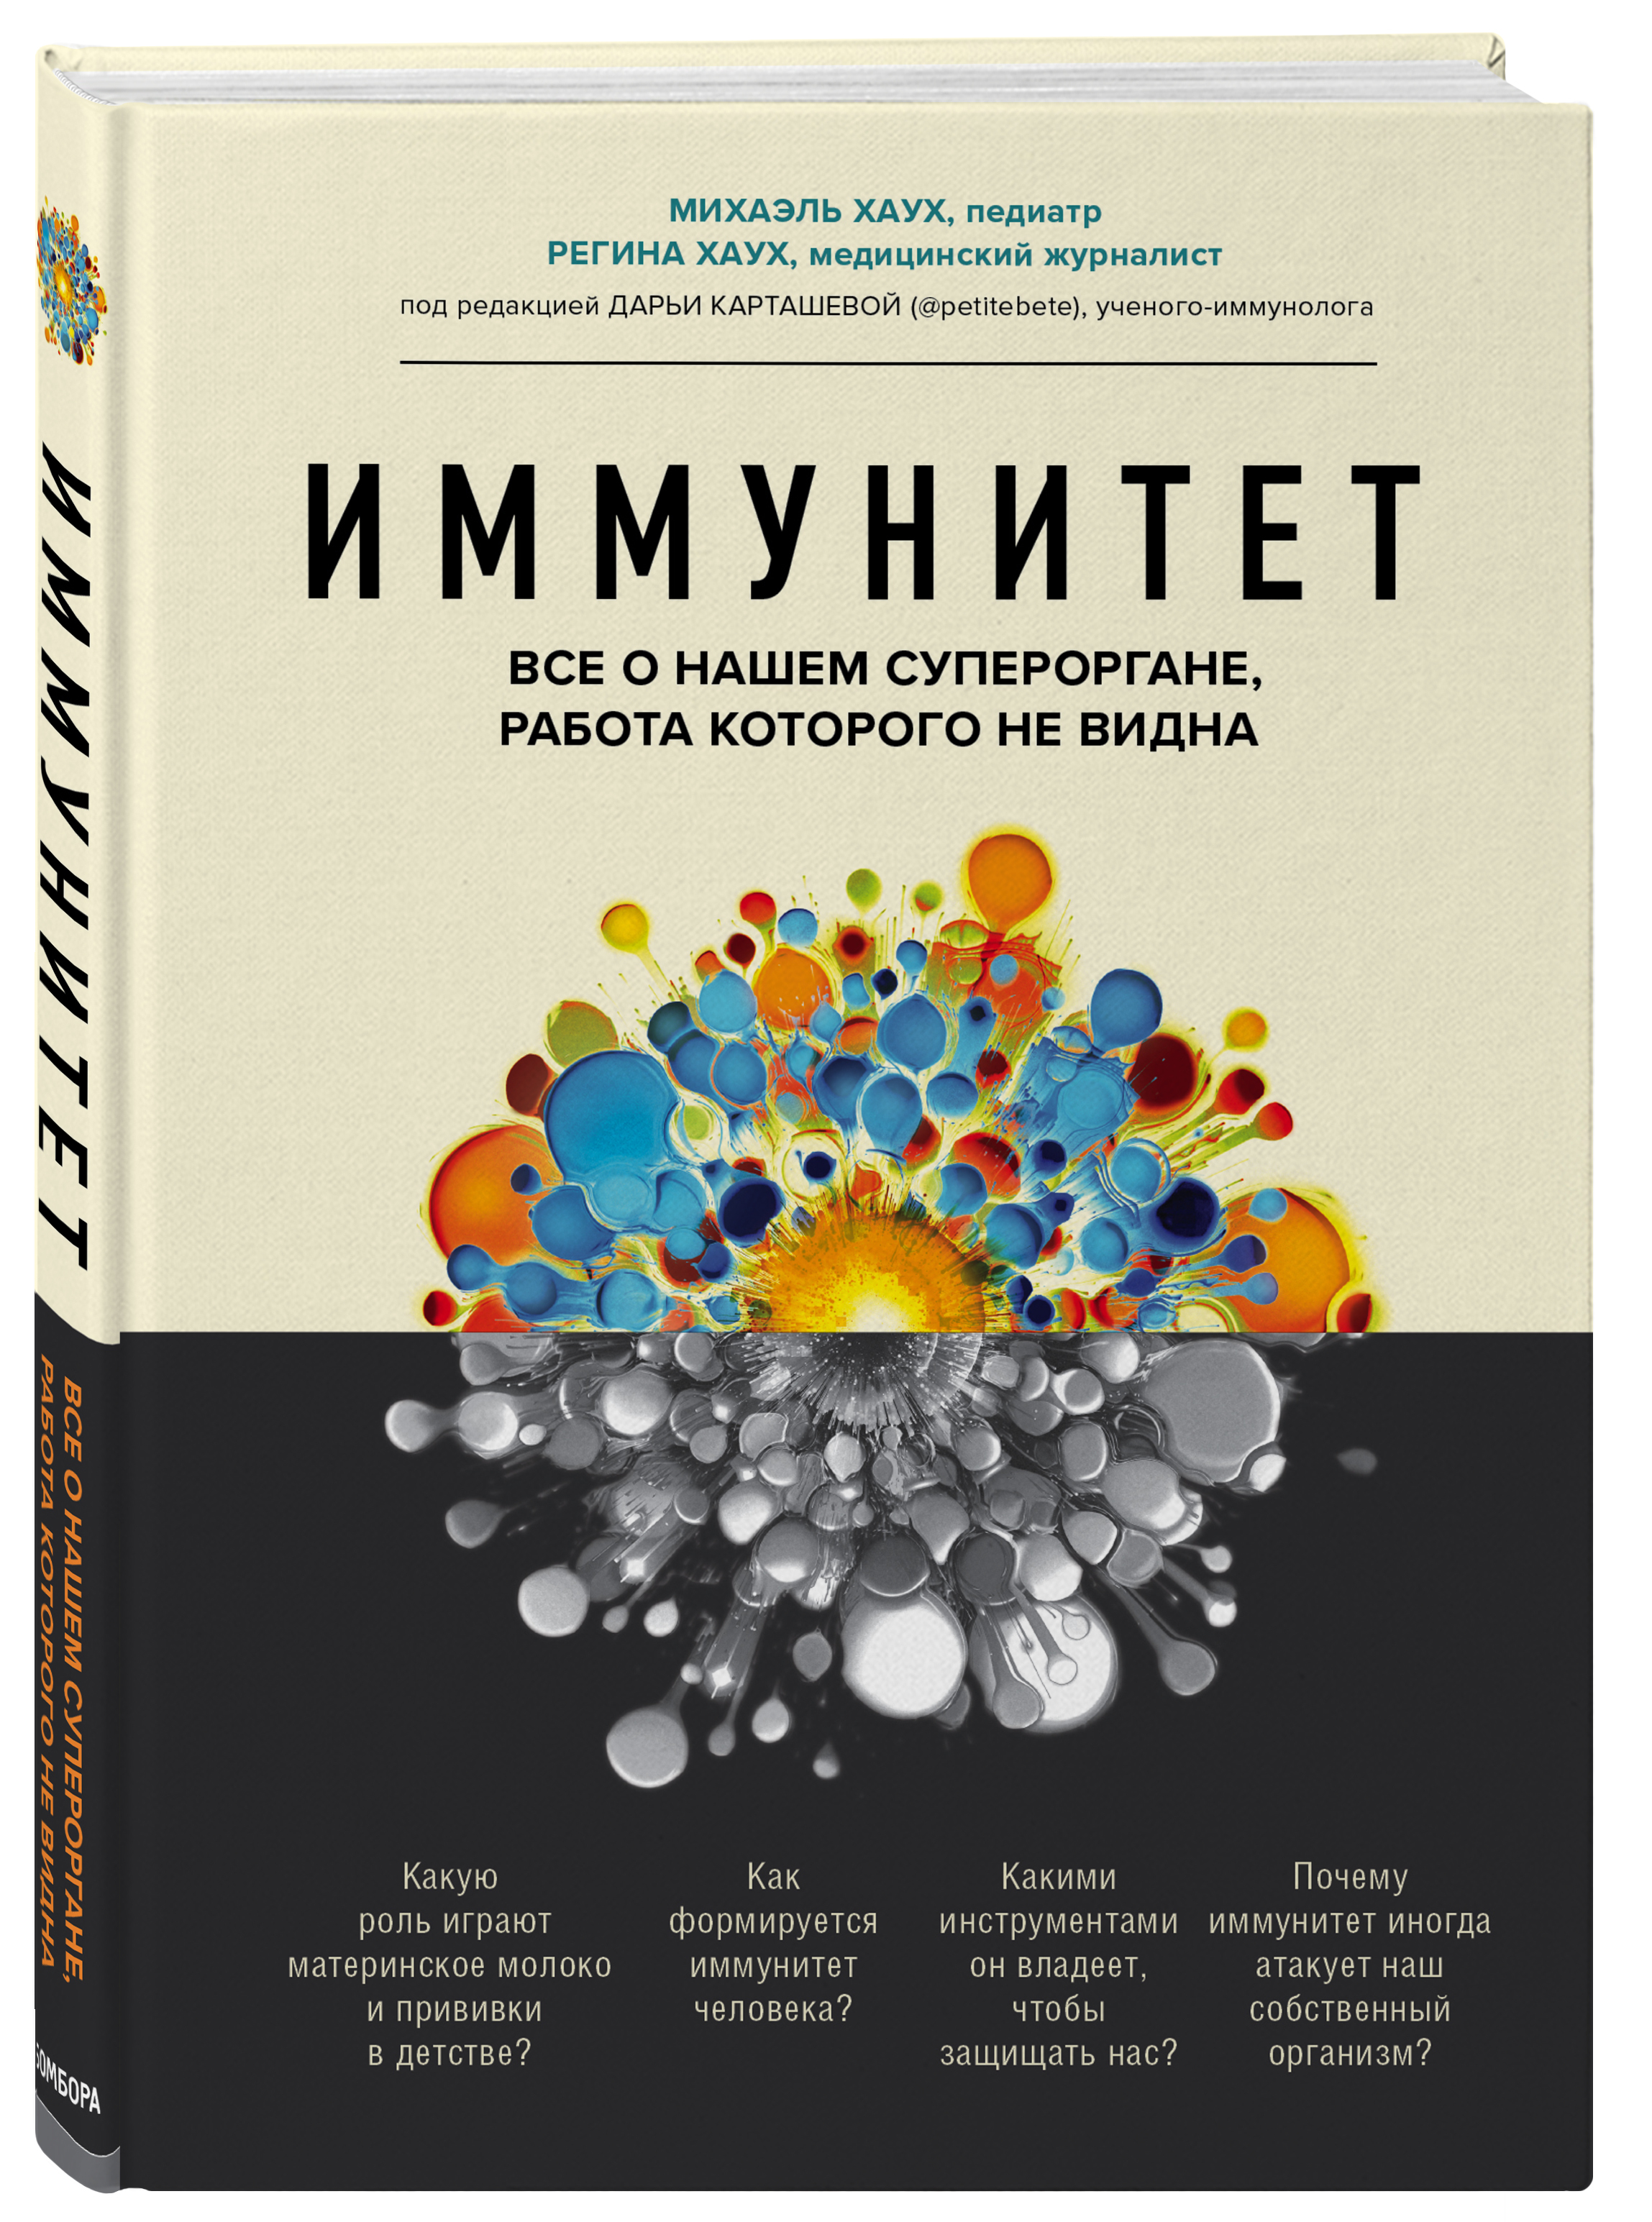 МИХАЭЛЬ ХАУХ, педиатр
РЕГИНА ХАУХ, медицинский журналист
под редакцией ДАРЬИ КАРТАШЕВОЙ (@petitebete), ученого-иммунолога
ИММУНИТЕТ
ВСЕ О НАШЕМ СУПЕРОРГАНЕ,
РАБОТА КОТОРОГО НЕ ВИДНА
Какую
роль играют
материнское молоко
и прививки
в детстве?
Как
формируется
иммунитет
человека?
Какими
инструментами
он владеет,
чтобы
защищать нас?
Почему
иммунитет иногда
атакует наш
собственный
организм?
ИММУНИТЕТ
ВСЕ О НАШЕМ СУПЕРОРГАНЕ,
РАБОТА КОТОРОГО НЕ ВИДНА
БОМБОРА